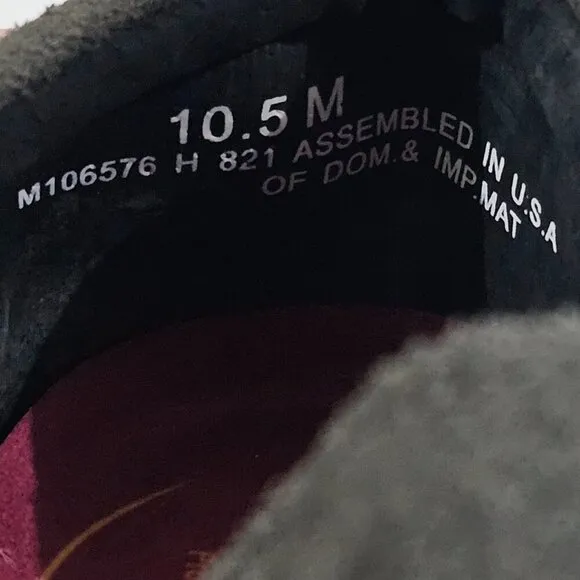 10.5 M
M106576 H 821 ASSEMBLED IN U.S.A
OF DOM. & IMP. MAT